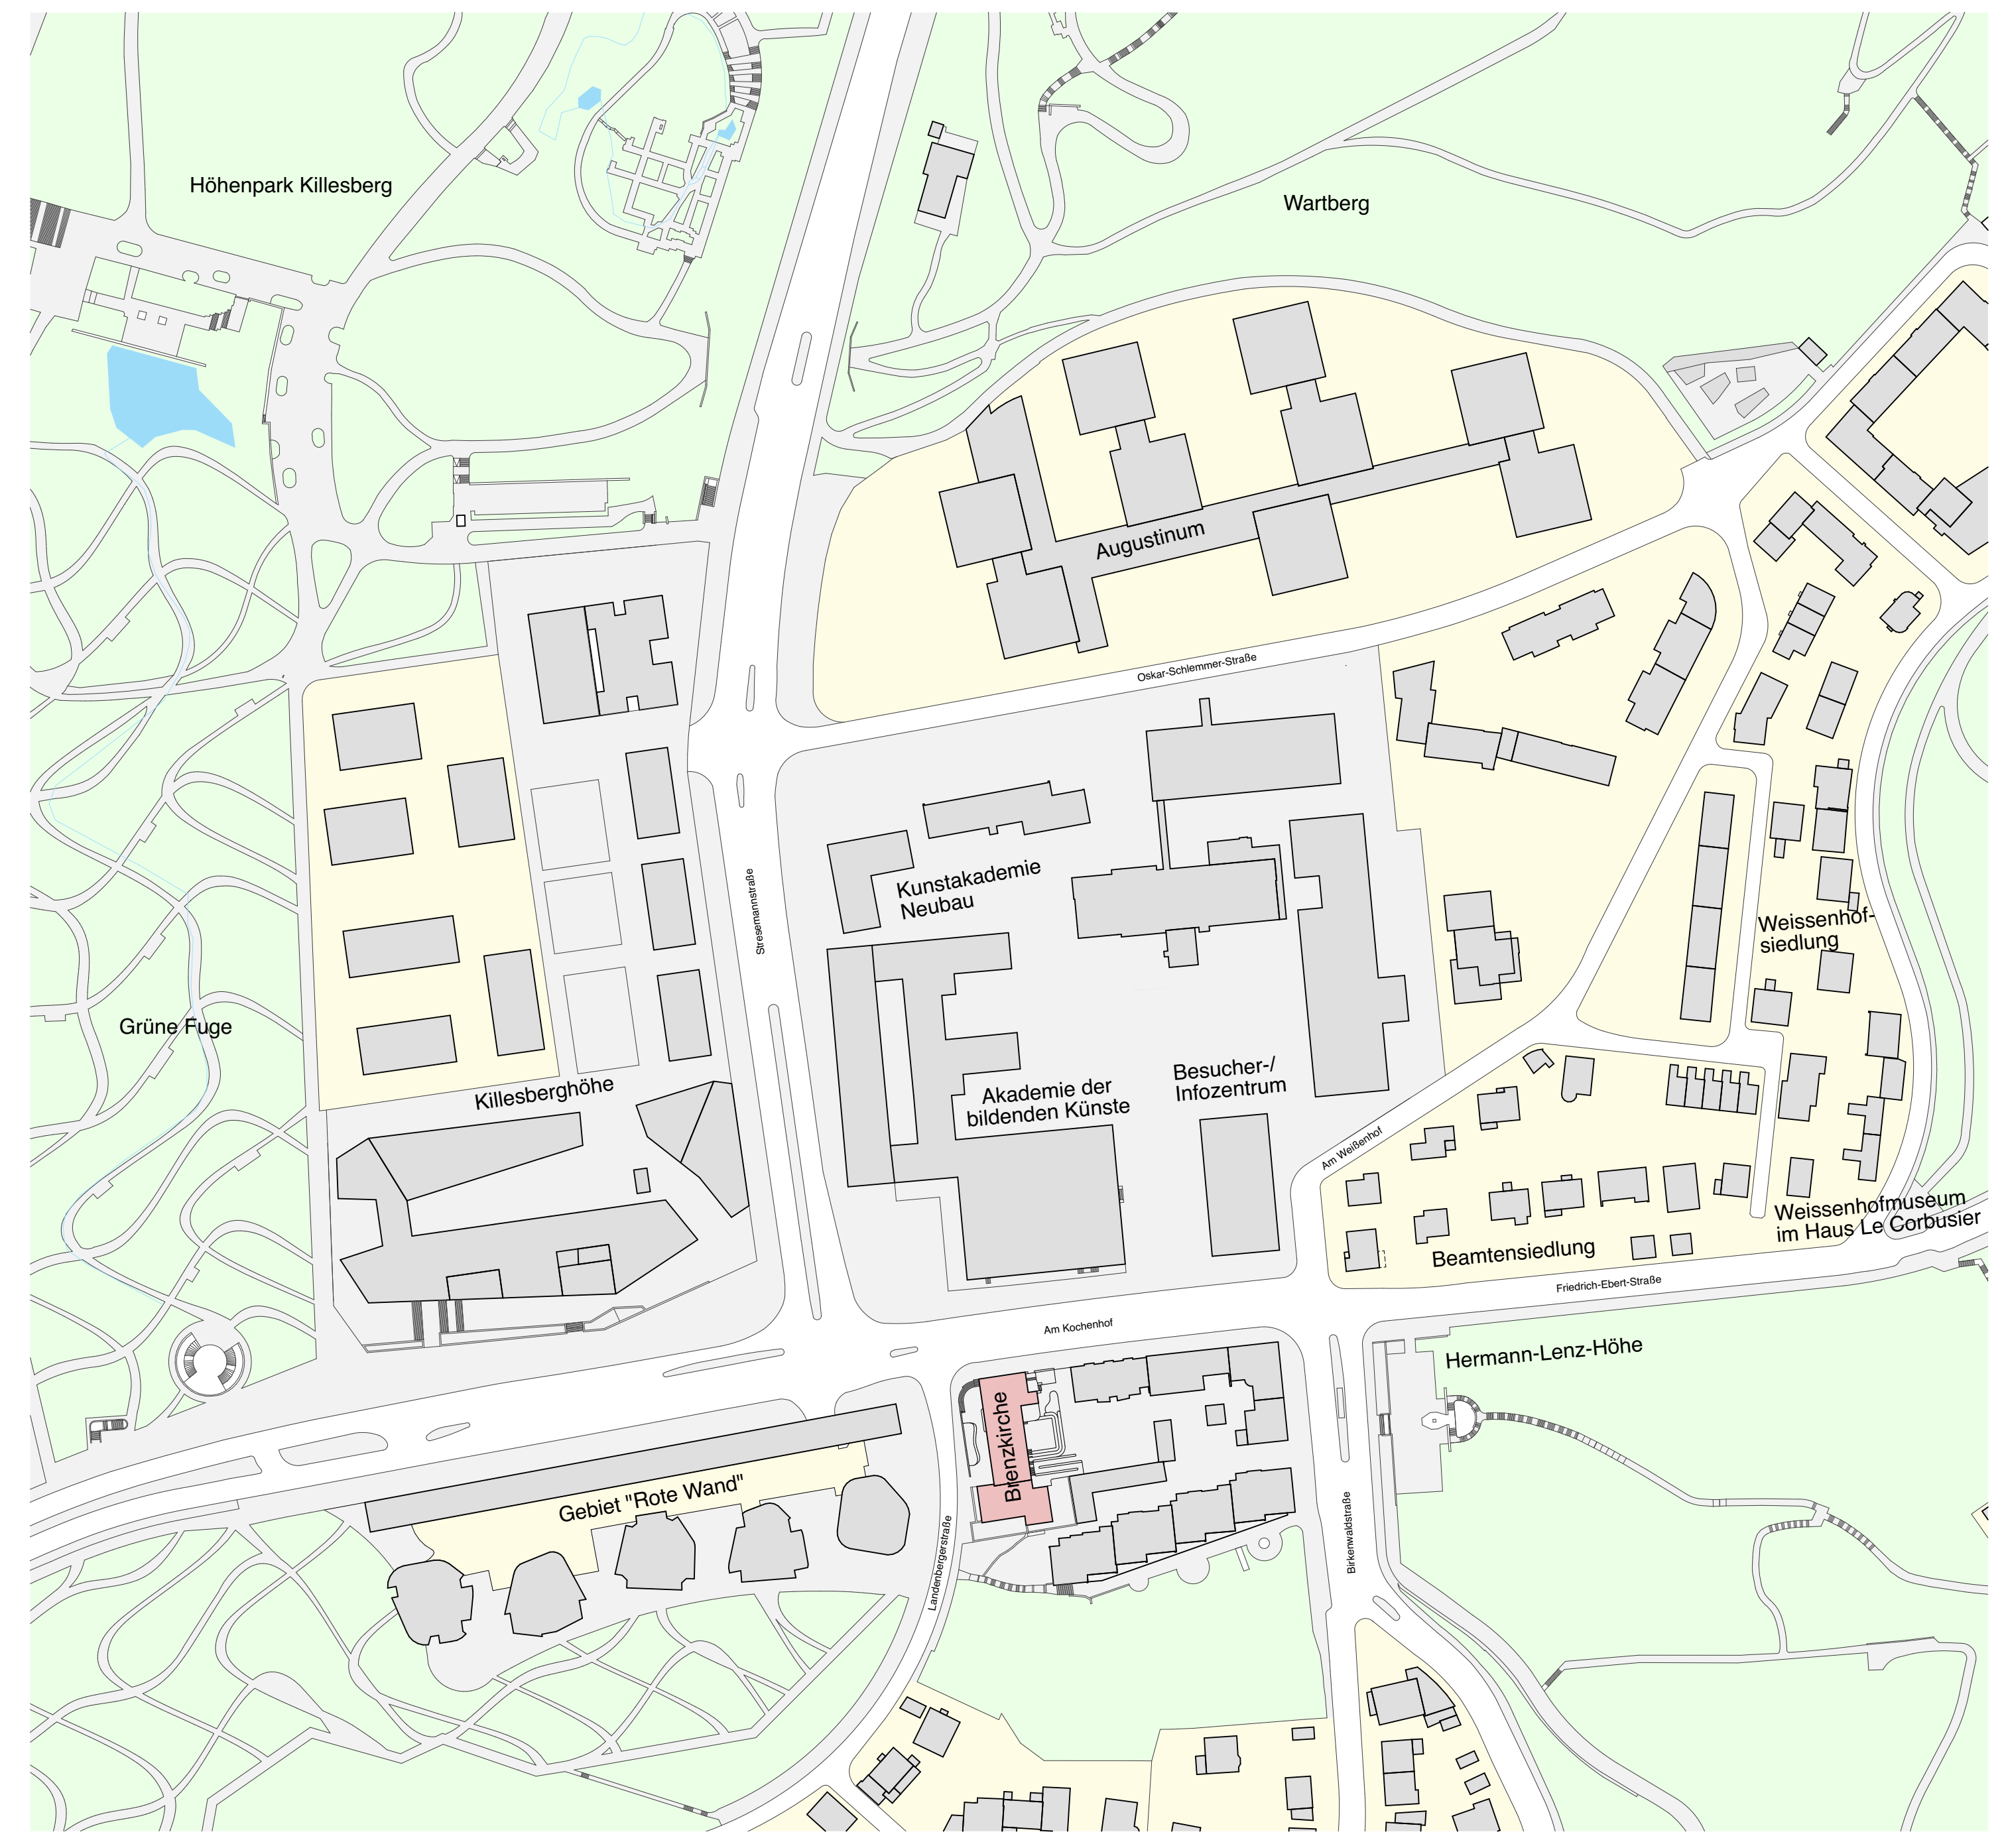 Höhenpark Killesberg
Wartberg
Augustinum
Oskar-Schlemmer-Straße
Stresemannstraße
Kunstakademie
Neubau
Weissenhof-
siedlung
Grüne Fuge
Killesberghöhe
Akademie der
bildenden Künste
Besucher-/
Infozentrum
Am Weißenhof
Weissenhofmuseum
im Haus Le Corbusier
Beamtensiedlung
Friedrich-Ebert-Straße
Am Kochenhof
Hermann-Lenz-Höhe
Brenzkirche
Gebiet "Rote Wand"
Landenbergerstraße
Birkenwaldstraße